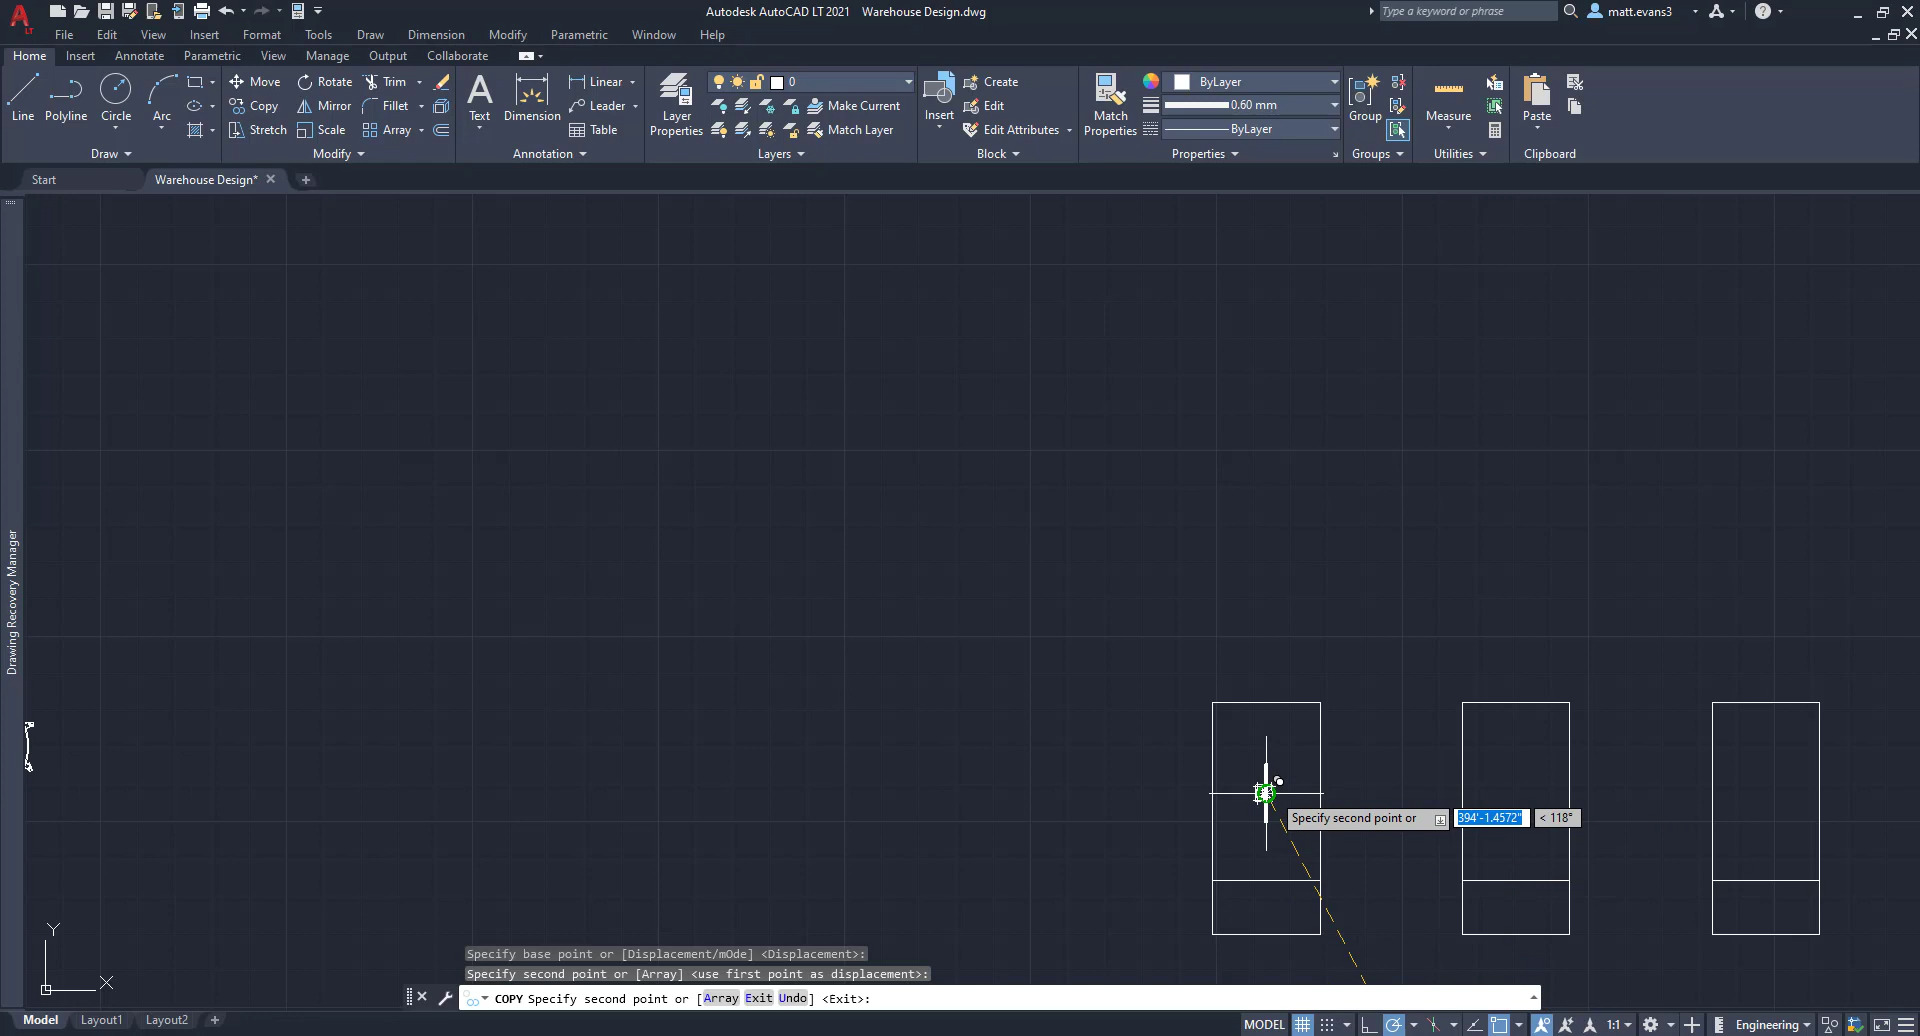 Autodesk AutoCAD LT 2021 Warehouse Design.dwg
Type a keyword or phrase
matt.evans3
?
LT
File Edit View Insert Format Tools Draw Dimension Modify Parametric Window Help
Home Insert Annotate Parametric View Manage Output Collaborate
Line Polyline Circle Arc
Draw
Move Rotate Trim
Copy Mirror Fillet
Stretch Scale Array
Modify
Text Dimension
Linear
Leader
Table
Annotation
Layer Properties
0
Make Current
Match Layer
Layers
Insert
Create
Edit
Edit Attributes
Block
Match Properties
ByLayer
0.60 mm
ByLayer
Properties
Group
Groups
Measure
Utilities
Paste
Clipboard
Start
Warehouse Design*
Drawing Recovery Manager
Specify second point or 394'-1.4572" < 118°
Y
X
Specify base point or [Displacement/mOde] <Displacement>:
Specify second point or [Array] <use first point as displacement>:
COPY Specify second point or [Array Exit Undo] <Exit>:
Model Layout1 Layout2 +
MODEL
1:1
Engineering